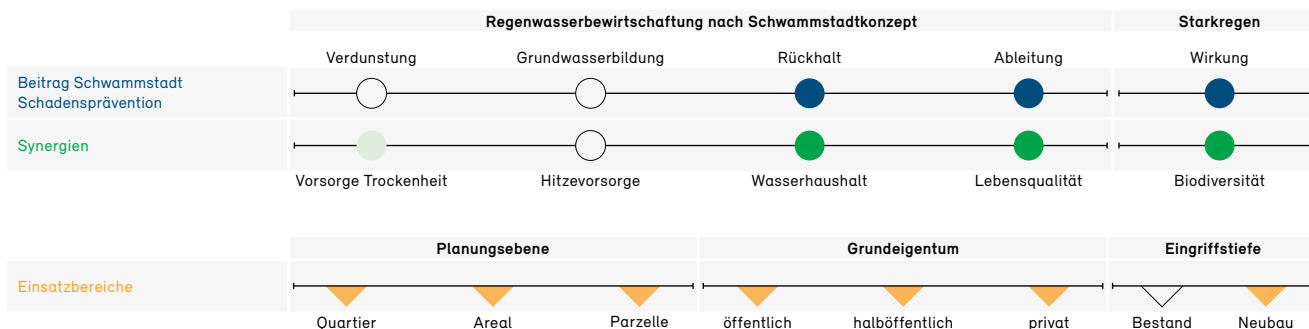 Regenwasserbewirtschaftung nach Schwammstadtkonzept
Starkregen
Verdunstung
Grundwasserbildung
Rückhalt
Ableitung
Wirkung
Beitrag Schwammstadt
Schadensprävention
Synergien
Vorsorge Trockenheit
Hitzevorsorge
Wasserhaushalt
Lebensqualität
Biodiversität
Planungsebene
Grundeigentum
Eingriffstiefe
Einsatzbereiche
Quartier
Areal
Parzelle
öffentlich
halböffentlich
privat
Bestand
Neubau